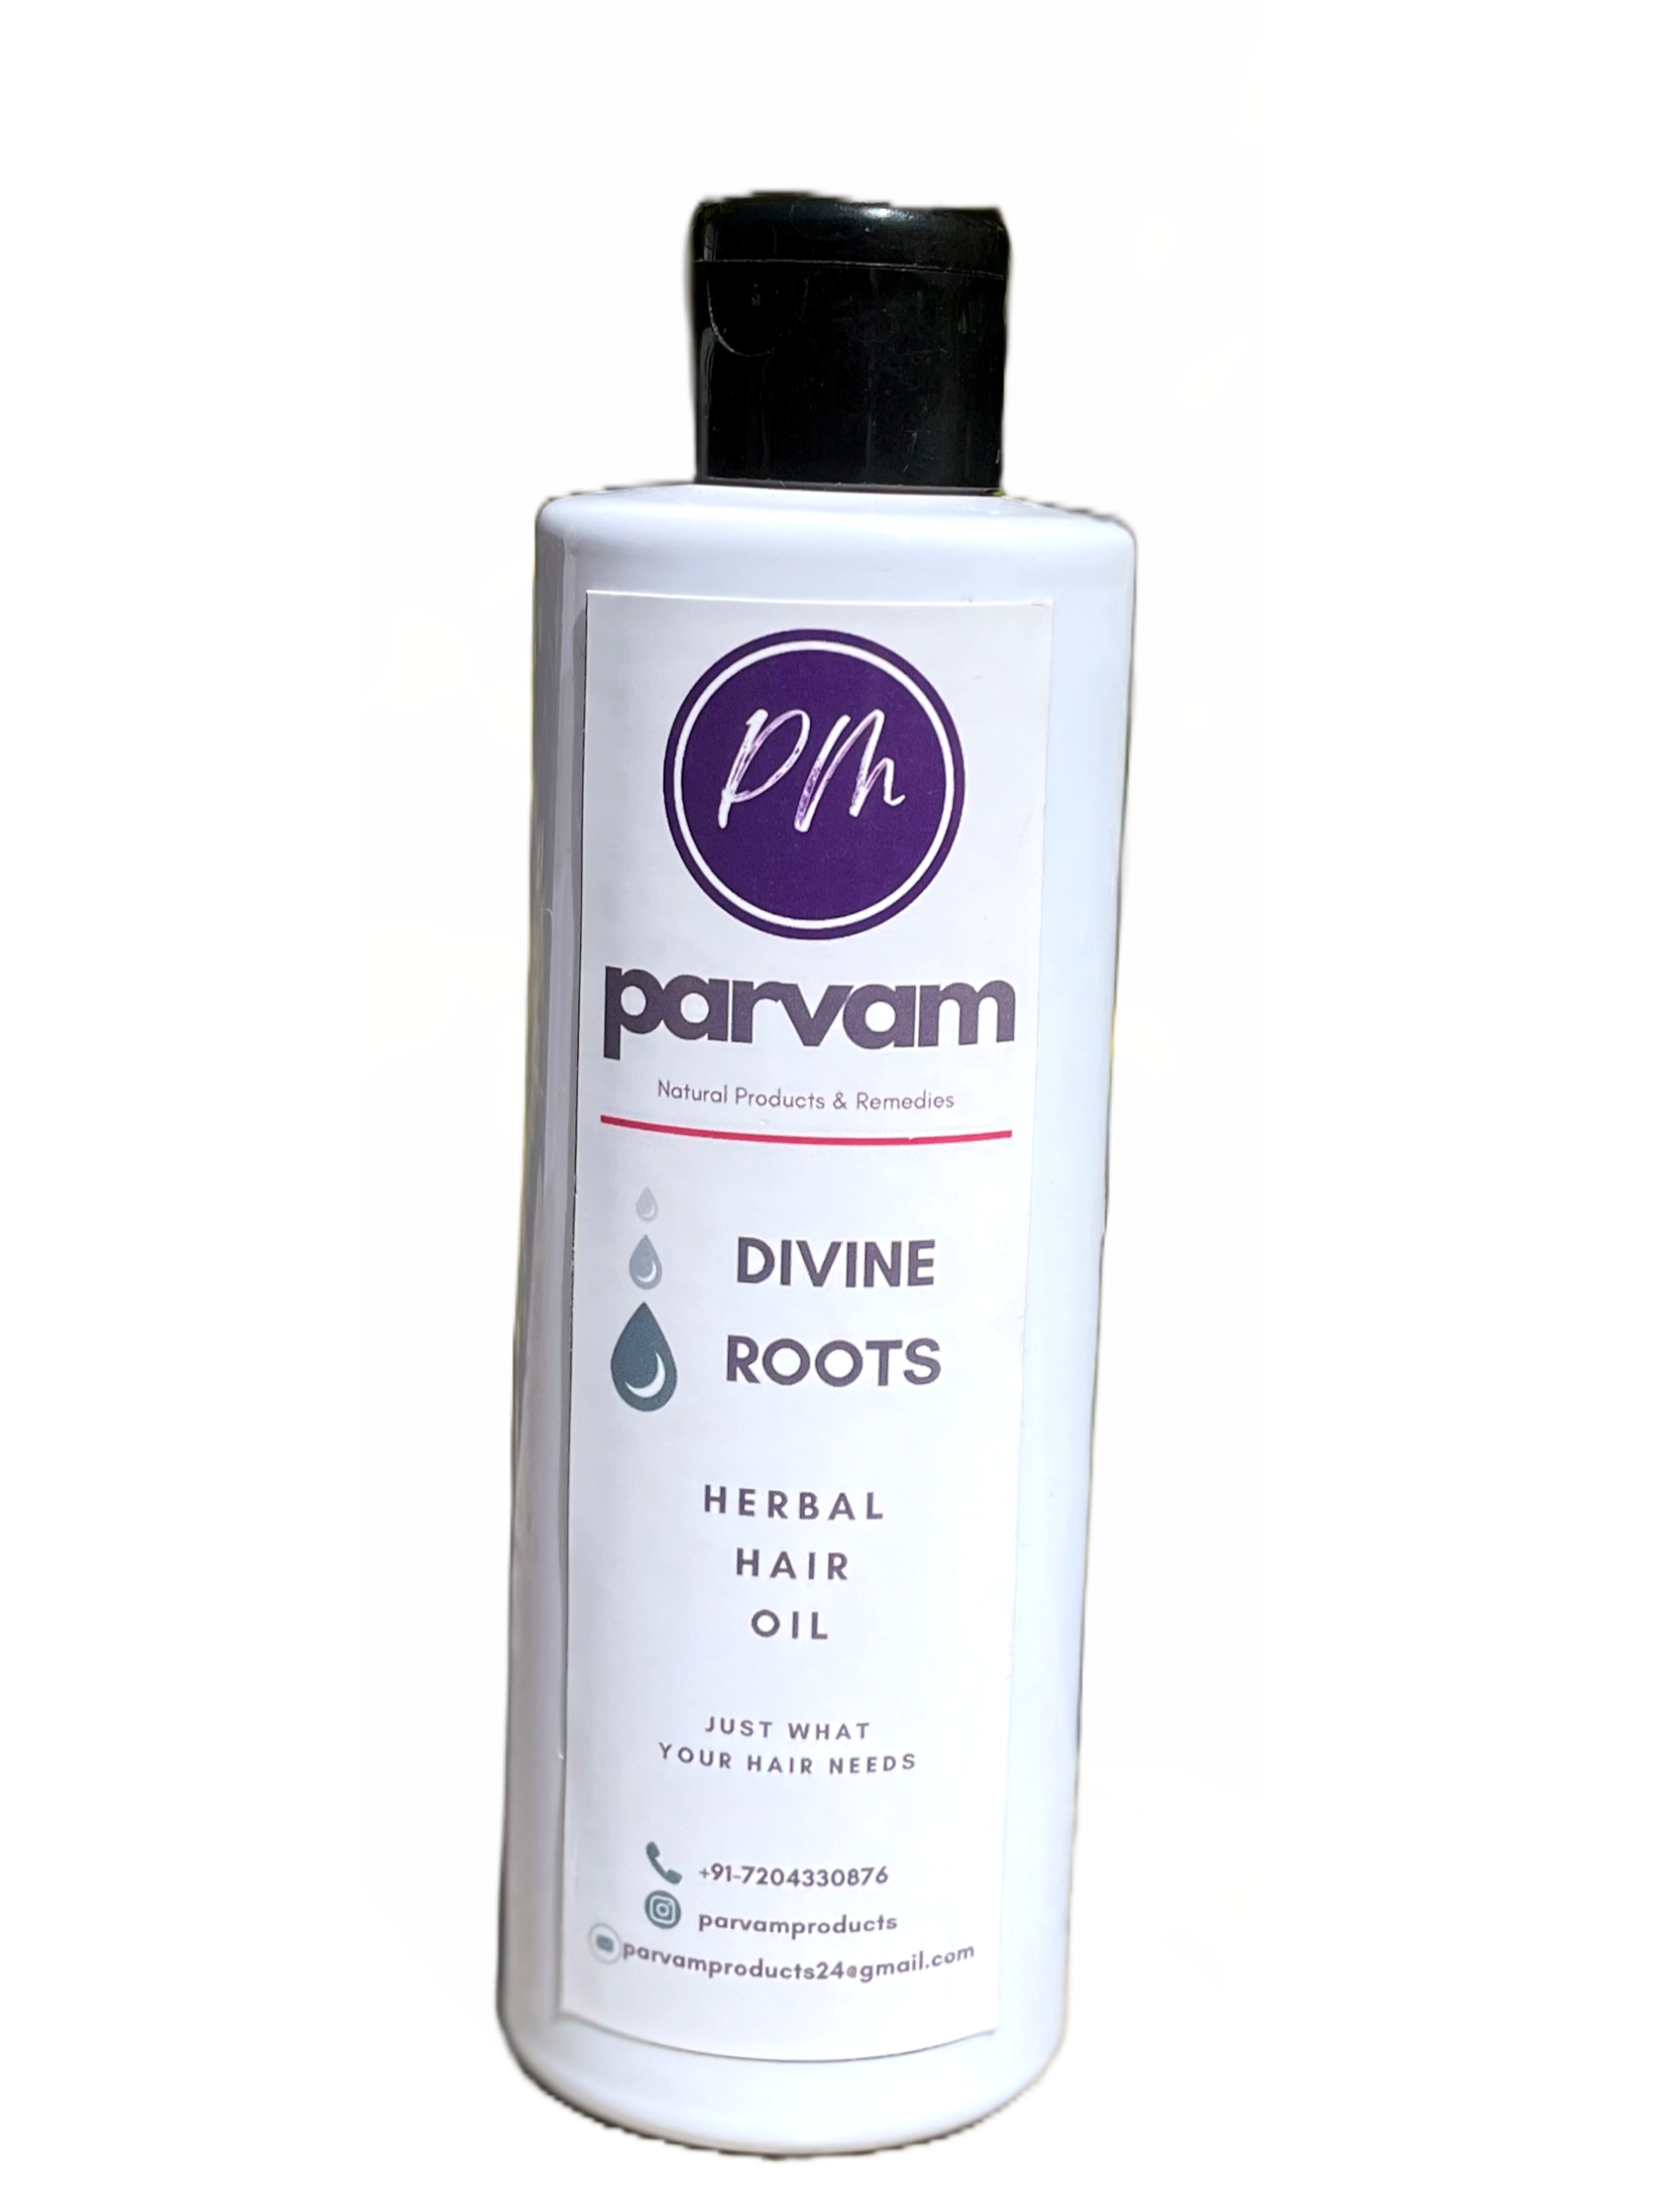 PM
parvam
Natural Products & Remedies
DIVINE
ROOTS
HERBAL
HAIR
OIL
JUST WHAT
YOUR HAIR NEEDS
+91-7204330876
parvamproducts
parvamproducts24@gmail.com